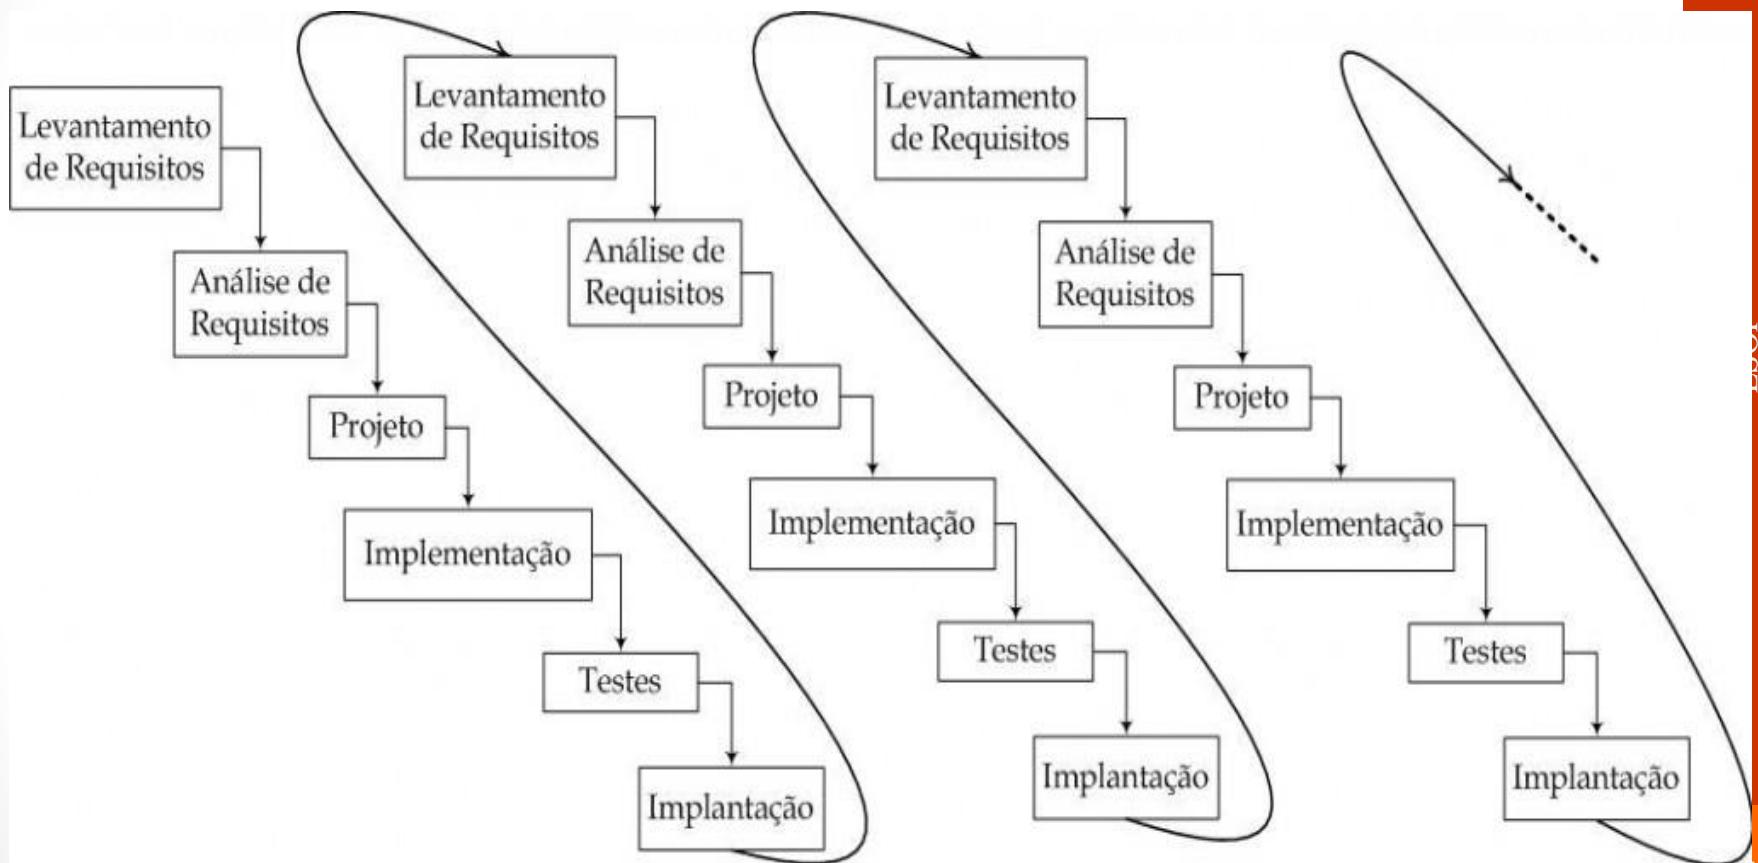 Levantamento
de Requisitos
Análise de
Requisitos
Projeto
Implementação
Testes
Implantação
Levantamento
de Requisitos
Análise de
Requisitos
Projeto
Implementação
Testes
Implantação
Levantamento
de Requisitos
Análise de
Requisitos
Projeto
Implementação
Testes
Implantação